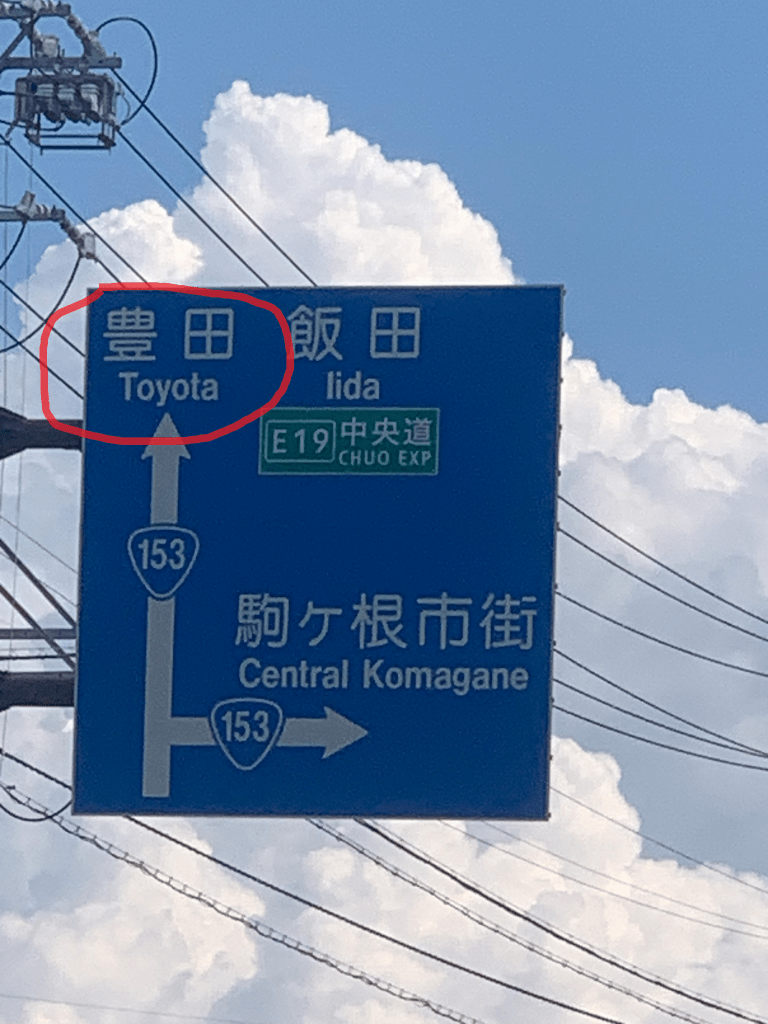 豊田 飯田
Toyota Iida
E19 中央道
CHUO EXP
153
駒ヶ根市街
Central Komagane
153